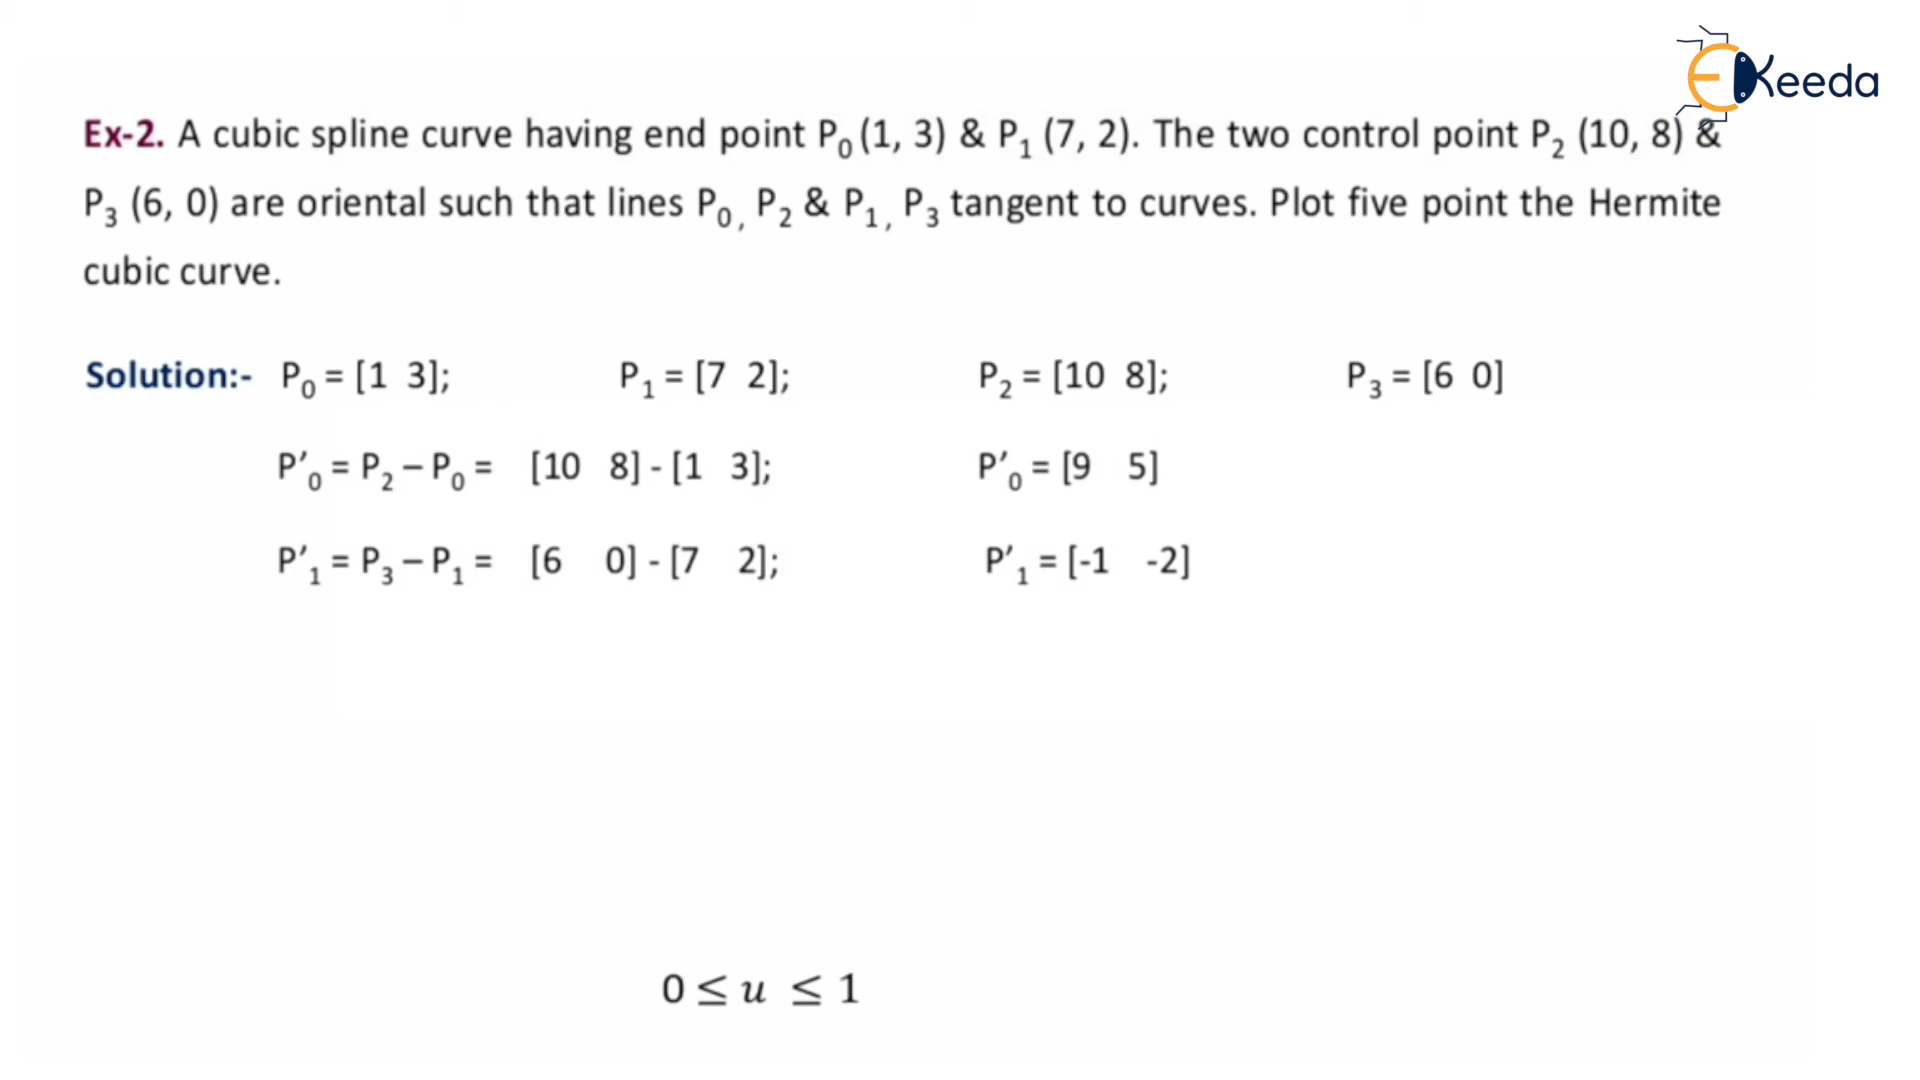 EKeeda
Ex-2. A cubic spline curve having end point P₀ (1, 3) & P₁ (7, 2). The two control point P₂ (10, 8) &
P₃ (6, 0) are oriental such that lines P₀, P₂ & P₁, P₃ tangent to curves. Plot five point the Hermite
cubic curve.
Solution:- P₀ = [1 3]; P₁ = [7 2]; P₂ = [10 8]; P₃ = [6 0]
P′₀ = P₂ – P₀ = [10 8] - [1 3]; P′₀ = [9 5]
P′₁ = P₃ – P₁ = [6 0] - [7 2]; P′₁ = [-1 -2]
0 ≤ u ≤ 1